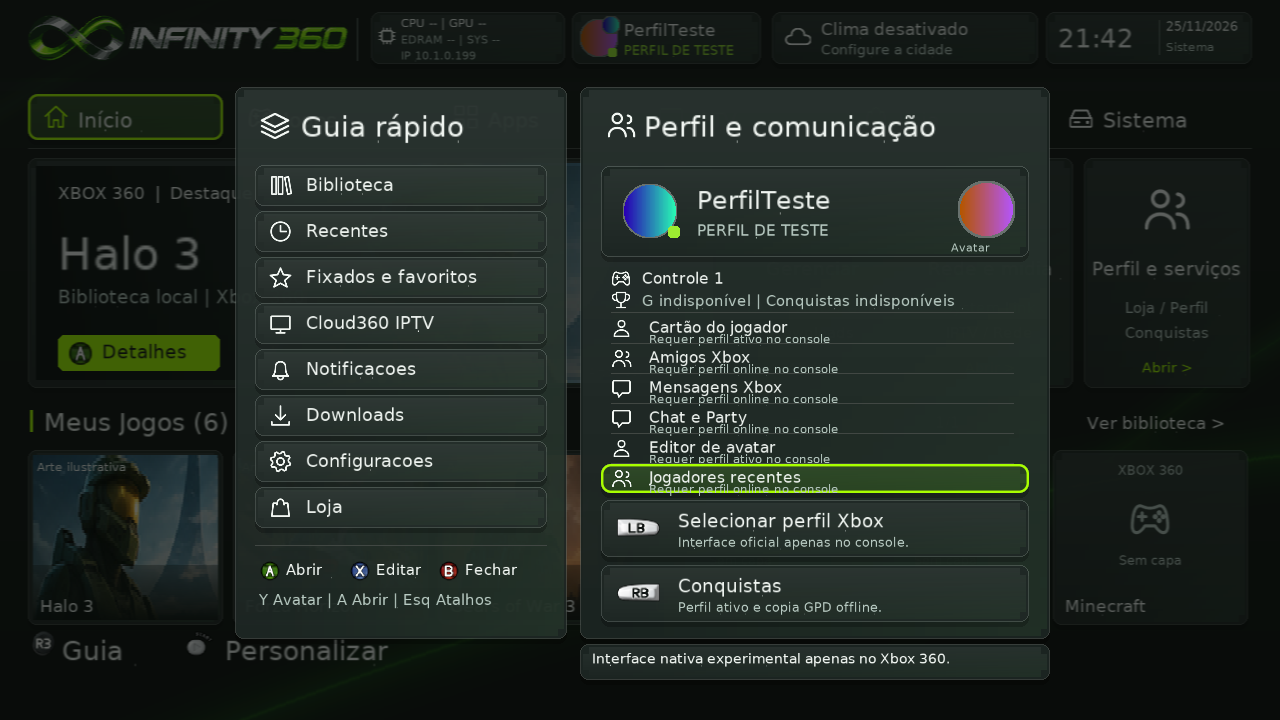 INFINITY 360
CPU -- | GPU --
EDRAM -- | SYS --
IP 10.1.0.199
PerfilTeste
PERFIL DE TESTE
Clima desativado
Configure a cidade
21:42
25/11/2026
Sistema
Início
Apps
Sistema
Guia rápido
Biblioteca
Recentes
Fixados e favoritos
Cloud360 IPTV
Notificacoes
Downloads
Configuracoes
Loja
A Abrir
X Editar
B Fechar
Y Avatar | A Abrir | Esq Atalhos
Perfil e comunicação
PerfilTeste
PERFIL DE TESTE
Avatar
Controle 1
G indisponível | Conquistas indisponíveis
Cartão do jogador
Requer perfil ativo no console
Amigos Xbox
Requer perfil online no console
Mensagens Xbox
Requer perfil online no console
Chat e Party
Requer perfil online no console
Editor de avatar
Requer perfil ativo no console
Jogadores recentes
Requer perfil online no console
LB
Selecionar perfil Xbox
Interface oficial apenas no console.
RB
Conquistas
Perfil ativo e copia GPD offline.
Interface nativa experimental apenas no Xbox 360.
XBOX 360 | Destaqu
Halo 3
Biblioteca local | Xb
A Detalhes
Perfil e serviços
Loja / Perfil
Conquistas
Abrir >
Meus Jogos (6)
Ver biblioteca >
Arte ilustrativa
Halo 3
of War 3
XBOX 360
Sem capa
Minecraft
R3 Guia
Personalizar